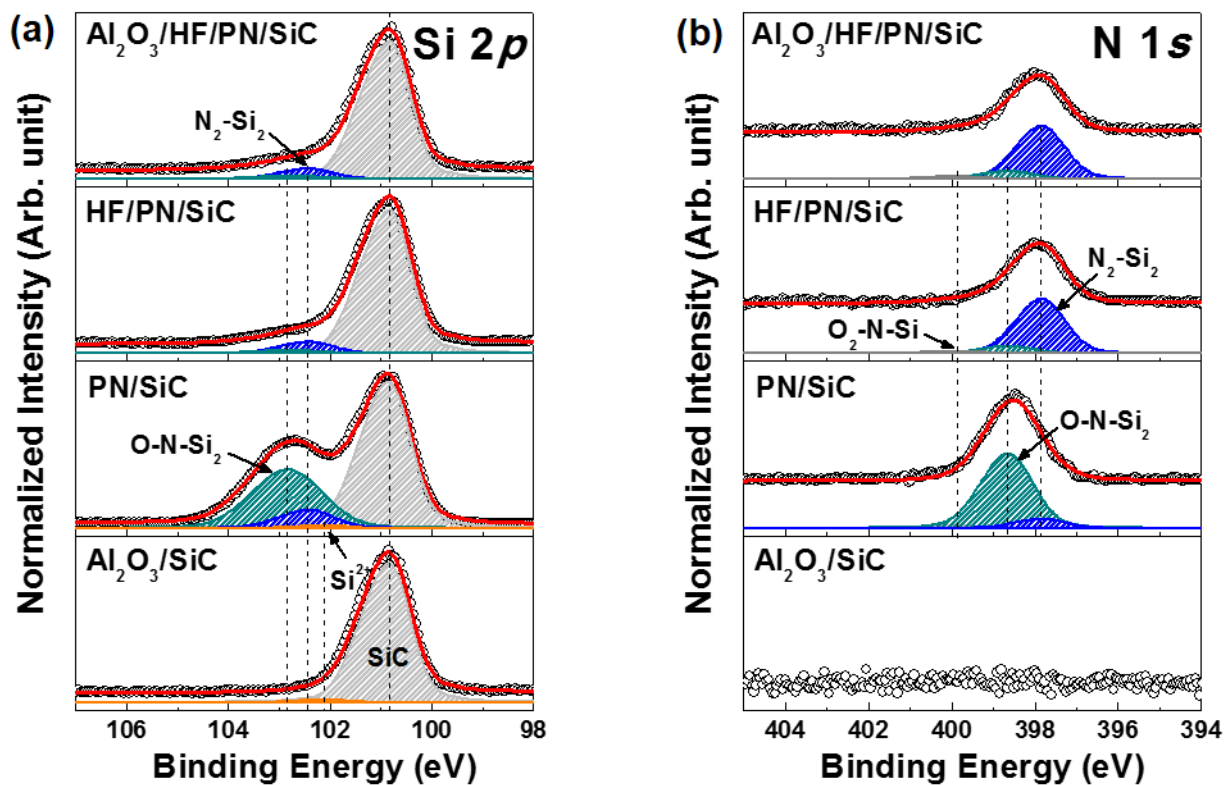 (a)
Normalized Intensity (Arb. unit)
Al₂O₃/HF/PN/SiC
Si 2p
N₂-Si₂
HF/PN/SiC
PN/SiC
O-N-Si₂
Al₂O₃/SiC
Si²⁺
SiC
106 104 102 100 98
Binding Energy (eV)
(b)
Normalized Intensity (Arb. unit)
Al₂O₃/HF/PN/SiC
N 1s
HF/PN/SiC
N₂-Si₂
O₂-N-Si
PN/SiC
O-N-Si₂
Al₂O₃/SiC
404 402 400 398 396 394
Binding Energy (eV)